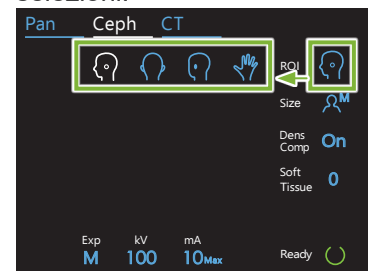 Pan Ceph CT
ROI
Size M
Dens Comp On
Soft Tissue 0
Exp kV mA
M 100 10Max
Ready